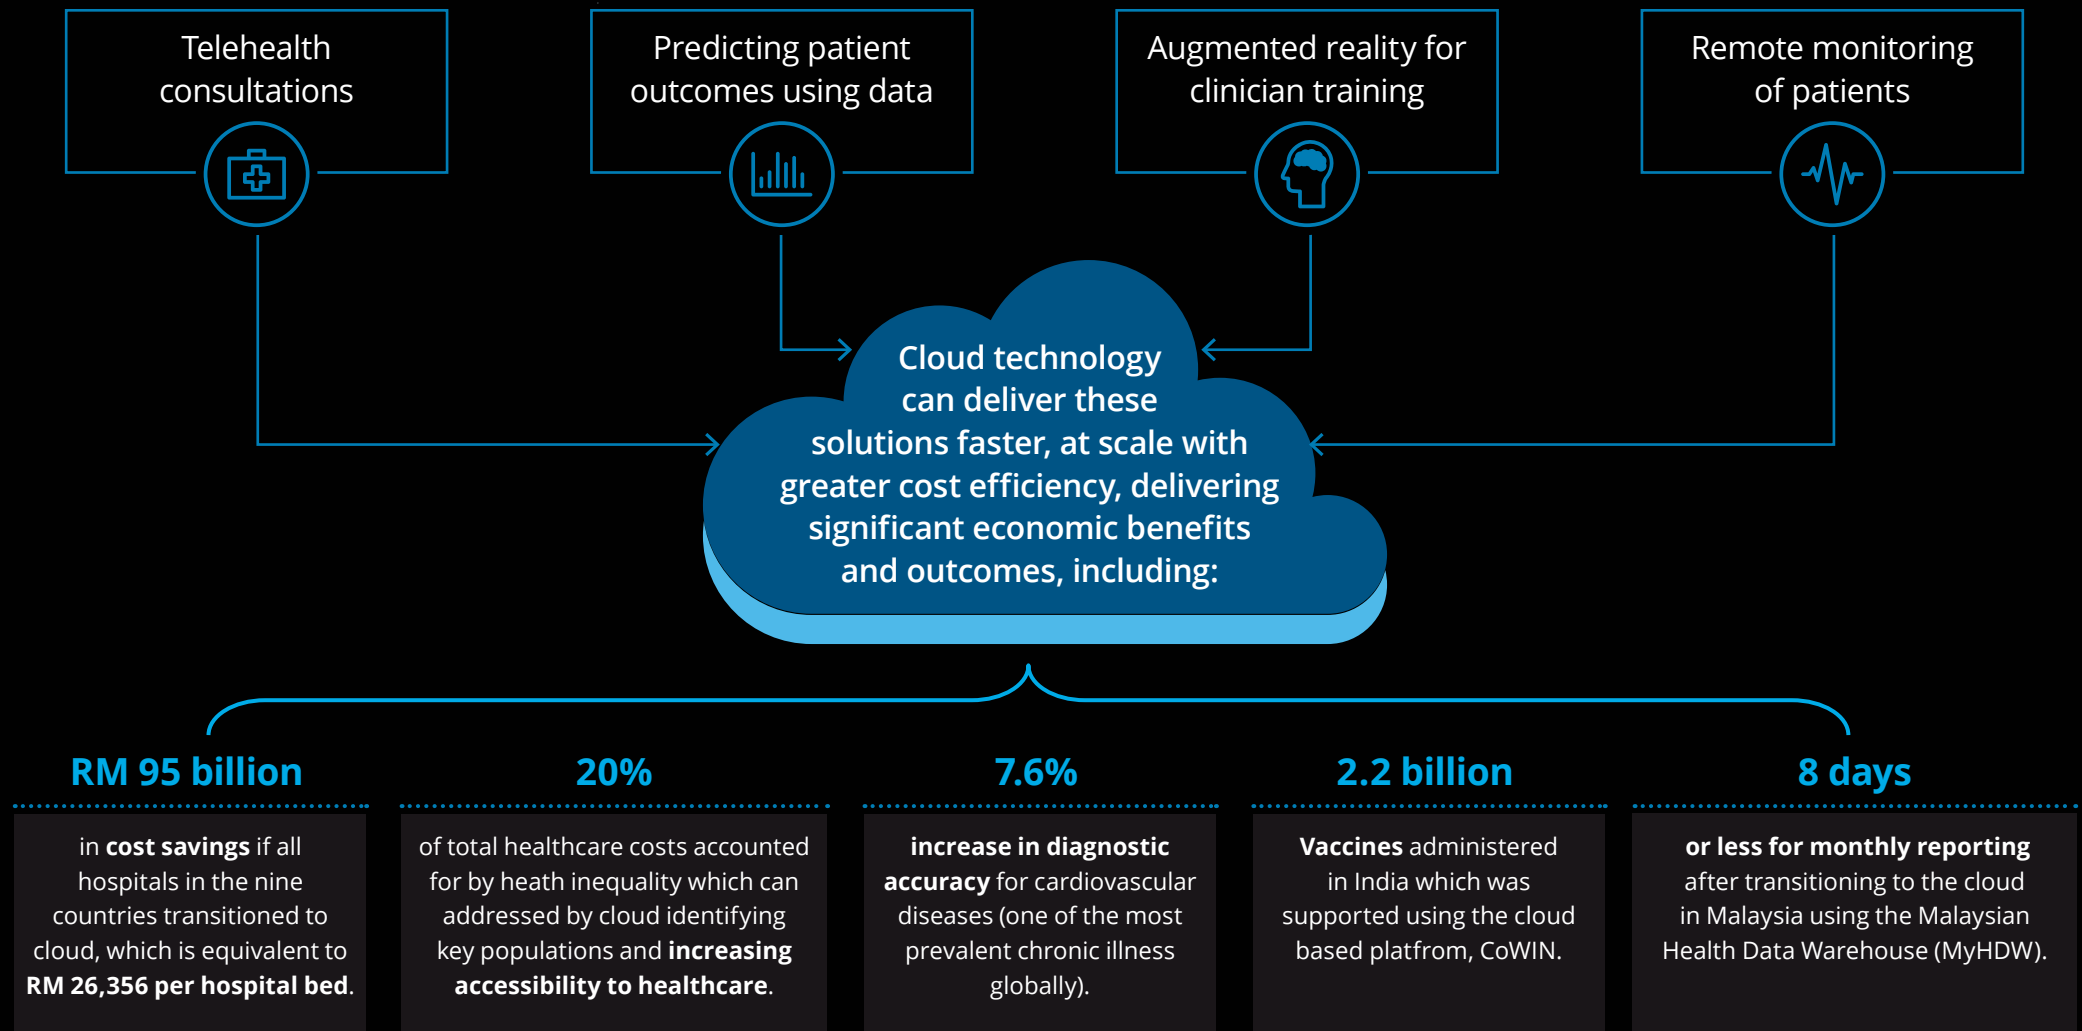 Telehealth
consultations
Predicting patient
outcomes using data
Augmented reality for
clinician training
Remote monitoring
of patients
Cloud technology
can deliver these
solutions faster, at scale with
greater cost efficiency, delivering
significant economic benefits
and outcomes, including:
RM 95 billion
in cost savings if all
hospitals in the nine
countries transitioned to
cloud, which is equivalent to
RM 26,356 per hospital bed.
20%
of total healthcare costs accounted
for by heath inequality which can
addressed by cloud identifying
key populations and increasing
accessibility to healthcare.
7.6%
increase in diagnostic
accuracy for cardiovascular
diseases (one of the most
prevalent chronic illness
globally).
2.2 billion
Vaccines administered
in India which was
supported using the cloud
based platfrom, CoWIN.
8 days
or less for monthly reporting
after transitioning to the cloud
in Malaysia using the Malaysian
Health Data Warehouse (MyHDW).